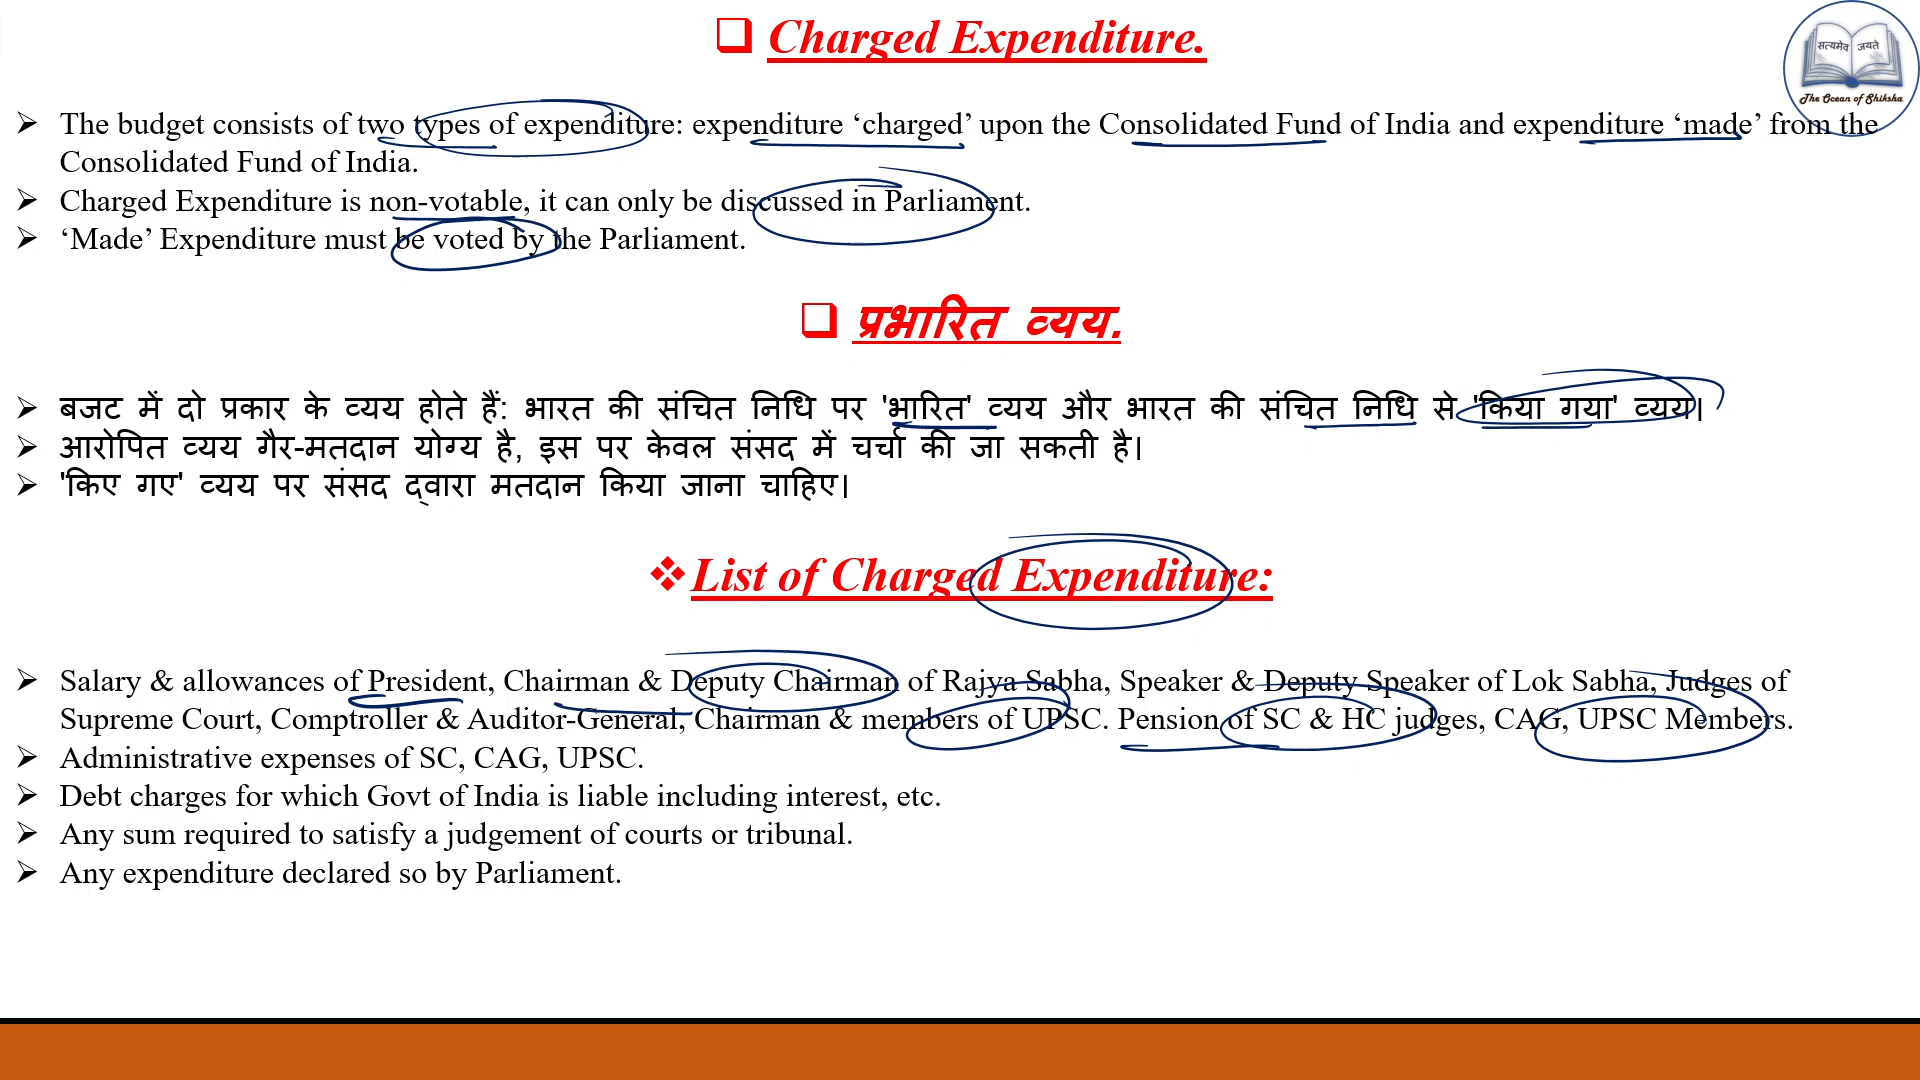 Charged Expenditure.
सत्यमेव जयते
The Ocean of Shiksha
The budget consists of two types of expenditure: expenditure ‘charged’ upon the Consolidated Fund of India and expenditure ‘made’ from the
Consolidated Fund of India.
Charged Expenditure is non-votable, it can only be discussed in Parliament.
‘Made’ Expenditure must be voted by the Parliament.
प्रभारित व्यय.
बजट में दो प्रकार के व्यय होते हैं: भारत की संचित निधि पर 'भारित' व्यय और भारत की संचित निधि से 'किया गया' व्यय।
आरोपित व्यय गैर-मतदान योग्य है, इस पर केवल संसद में चर्चा की जा सकती है।
'किए गए' व्यय पर संसद द्वारा मतदान किया जाना चाहिए।
List of Charged Expenditure:
Salary & allowances of President, Chairman & Deputy Chairman of Rajya Sabha, Speaker & Deputy Speaker of Lok Sabha, Judges of
Supreme Court, Comptroller & Auditor-General, Chairman & members of UPSC. Pension of SC & HC judges, CAG, UPSC Members.
Administrative expenses of SC, CAG, UPSC.
Debt charges for which Govt of India is liable including interest, etc.
Any sum required to satisfy a judgement of courts or tribunal.
Any expenditure declared so by Parliament.